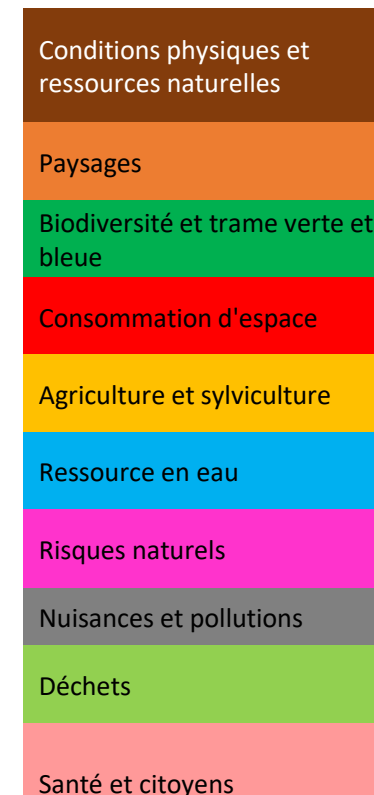 Conditions physiques et
ressources naturelles
Paysages
Biodiversité et trame verte et
bleue
Consommation d'espace
Agriculture et sylviculture
Ressource en eau
Risques naturels
Nuisances et pollutions
Déchets
Santé et citoyens